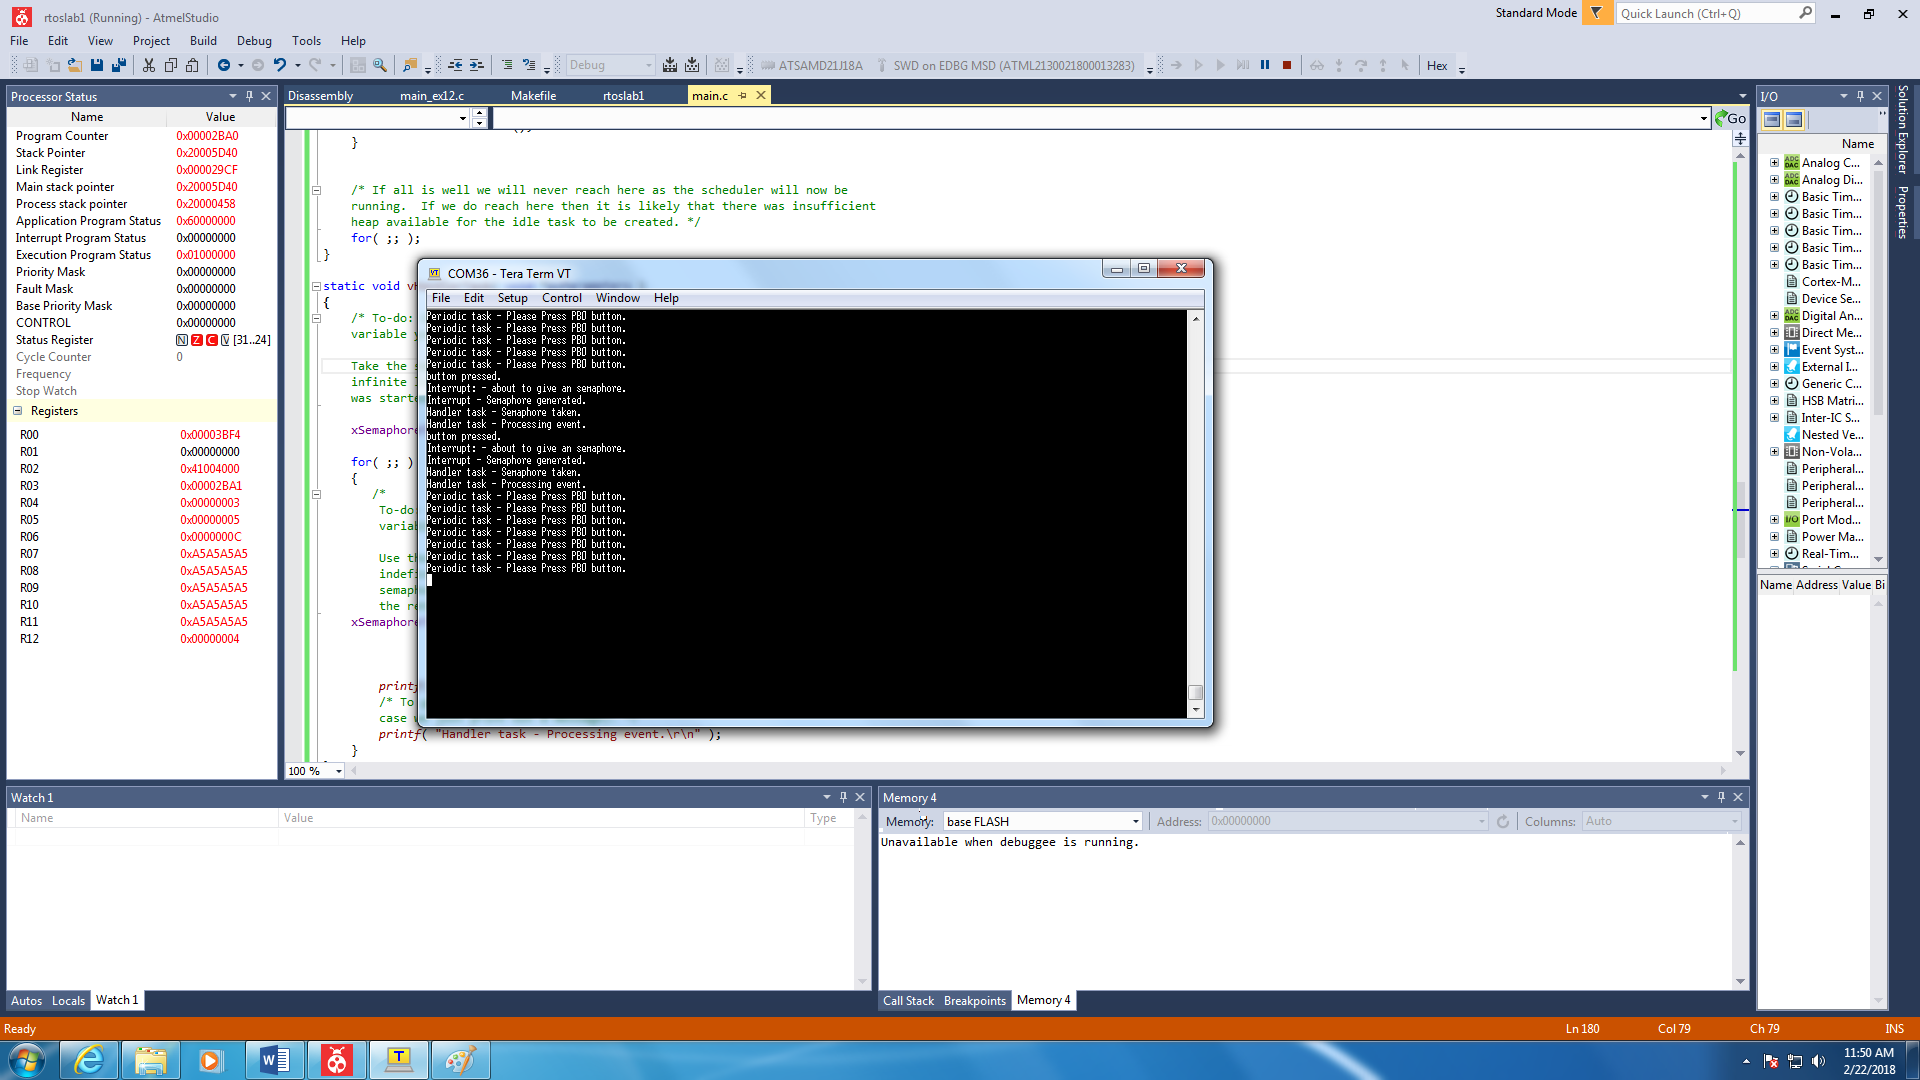 rtoslab1 (Running) - AtmelStudio
Standard Mode
Quick Launch (Ctrl+Q)
File Edit View Project Build Debug Tools Help
Debug
ATSAMD21J18A
SWD on EDBG MSD (ATML2130021800013283)
Hex
Processor Status
Name Value
Program Counter 0x00002BA0
Stack Pointer 0x20005D40
Link Register 0x000029CF
Main stack pointer 0x20005D40
Process stack pointer 0x20000458
Application Program Status 0x60000000
Interrupt Program Status 0x00000000
Execution Program Status 0x01000000
Priority Mask 0x00000000
Fault Mask 0x00000000
Base Priority Mask 0x00000000
CONTROL 0x00000000
Status Register N Z C V [31..24]
Cycle Counter 0
Frequency
Stop Watch
Registers
R00 0x00003BF4
R01 0x00000000
R02 0x41004000
R03 0x00002BA1
R04 0x00000003
R05 0x00000005
R06 0x0000000C
R07 0xA5A5A5A5
R08 0xA5A5A5A5
R09 0xA5A5A5A5
R10 0xA5A5A5A5
R11 0xA5A5A5A5
R12 0x00000004
Disassembly main_ex12.c Makefile rtoslab1 main.c
Go
}
/* If all is well we will never reach here as the scheduler will now be
running. If we do reach here then it is likely that there was insufficient
heap available for the idle task to be created. */
for( ;; );
}
static void
{
/* To-do:
variable
Take the
infinite
was starte
xSemaphore
for( ;; )
{
/*
To-do
varia
Use th
indefi
semaph
the re
xSemaphore
printf
/* To
case
printf( "Handler task - Processing event.\r\n" );
}
100 %
COM36 - Tera Term VT
File Edit Setup Control Window Help
Periodic task - Please Press PB0 button.
Periodic task - Please Press PB0 button.
Periodic task - Please Press PB0 button.
Periodic task - Please Press PB0 button.
Periodic task - Please Press PB0 button.
button pressed.
Interrupt: - about to give an semaphore.
Interrupt - Semaphore generated.
Handler task - Semaphore taken.
Handler task - Processing event.
button pressed.
Interrupt: - about to give an semaphore.
Interrupt - Semaphore generated.
Handler task - Semaphore taken.
Handler task - Processing event.
Periodic task - Please Press PB0 button.
Periodic task - Please Press PB0 button.
Periodic task - Please Press PB0 button.
Periodic task - Please Press PB0 button.
Periodic task - Please Press PB0 button.
Periodic task - Please Press PB0 button.
Periodic task - Please Press PB0 button.
I/O
Name
Analog C...
Analog Di...
Basic Tim...
Basic Tim...
Basic Tim...
Basic Tim...
Basic Tim...
Cortex-M...
Device Se...
Digital An...
Direct Me...
Event Syst...
External I...
Generic C...
HSB Matri...
Inter-IC S...
Nested Ve...
Non-Vola...
Peripheral...
Peripheral...
Peripheral...
Port Mod...
Power Ma...
Real-Tim...
Name Address Value Bi
Solution Explorer
Properties
Watch 1
Name Value Type
Autos Locals Watch 1
Memory 4
Memory: base FLASH Address: 0x00000000 Columns: Auto
Unavailable when debuggee is running.
Call Stack Breakpoints Memory 4
Ready Ln 180 Col 79 Ch 79 INS
11:50 AM
2/22/2018